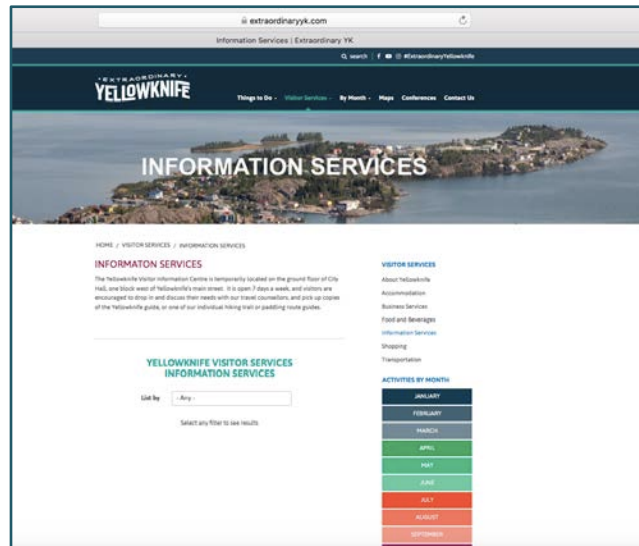 extraordinaryyk.com
Information Services | Extraordinary YK
search | f #ExtraordinaryYellowknife
EXTRAORDINARY
YELLOWKNIFE
Things to Do Visitor Services By Month Maps Conferences Contact Us
INFORMATION SERVICES
HOME / VISITOR SERVICES / INFORMATION SERVICES
INFORMATON SERVICES
The Yellowknife Visitor Information Centre is temporarily located on the ground floor of City
Hall, one block west of Yellowknife's main street. It is open 7 days a week, and visitors are
encouraged to drop in and discuss their needs with our travel counsellors, and pick up copies
of the Yellowknife guide, or one of our individual hiking trail or paddling route guides.
YELLOWKNIFE VISITOR SERVICES
INFORMATION SERVICES
List by - Any -
Select any filter to see results
VISITOR SERVICES
About Yellowknife
Accommodation
Business Services
Food and Beverages
Information Services
Shopping
Transportation
ACTIVITIES BY MONTH
JANUARY
FEBRUARY
MARCH
APRIL
MAY
JUNE
JULY
AUGUST
SEPTEMBER